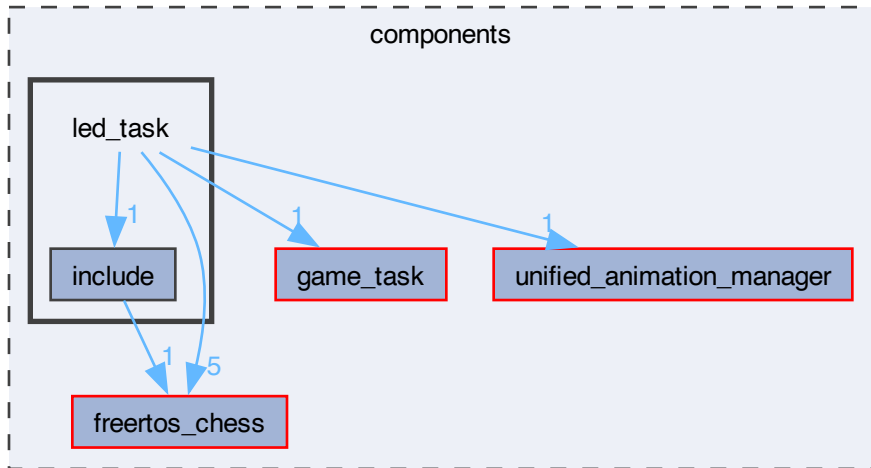 components
led_task
1
1
1
include
game_task
unified_animation_manager
1
5
freertos_chess